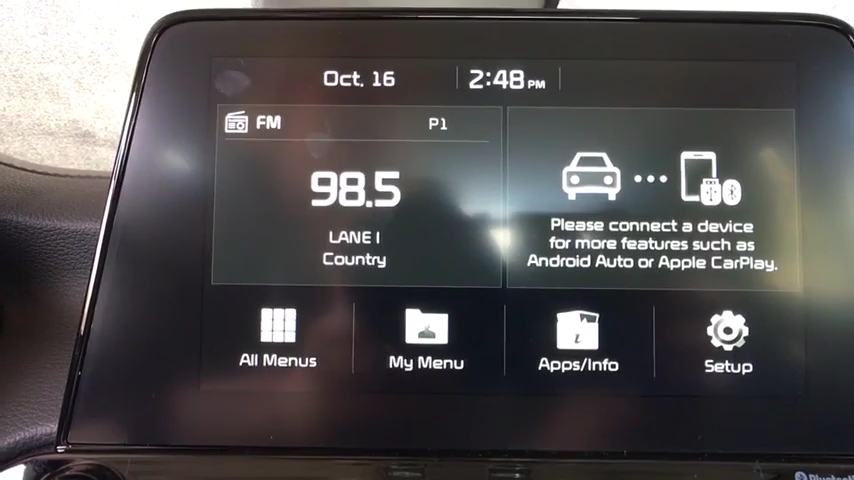 Oct. 16
2:48 PM
FM
P1
98.5
LANE I
Country
Please connect a device
for more features such as
Android Auto or Apple CarPlay.
All Menus
My Menu
Apps/Info
Setup
Bluetooth